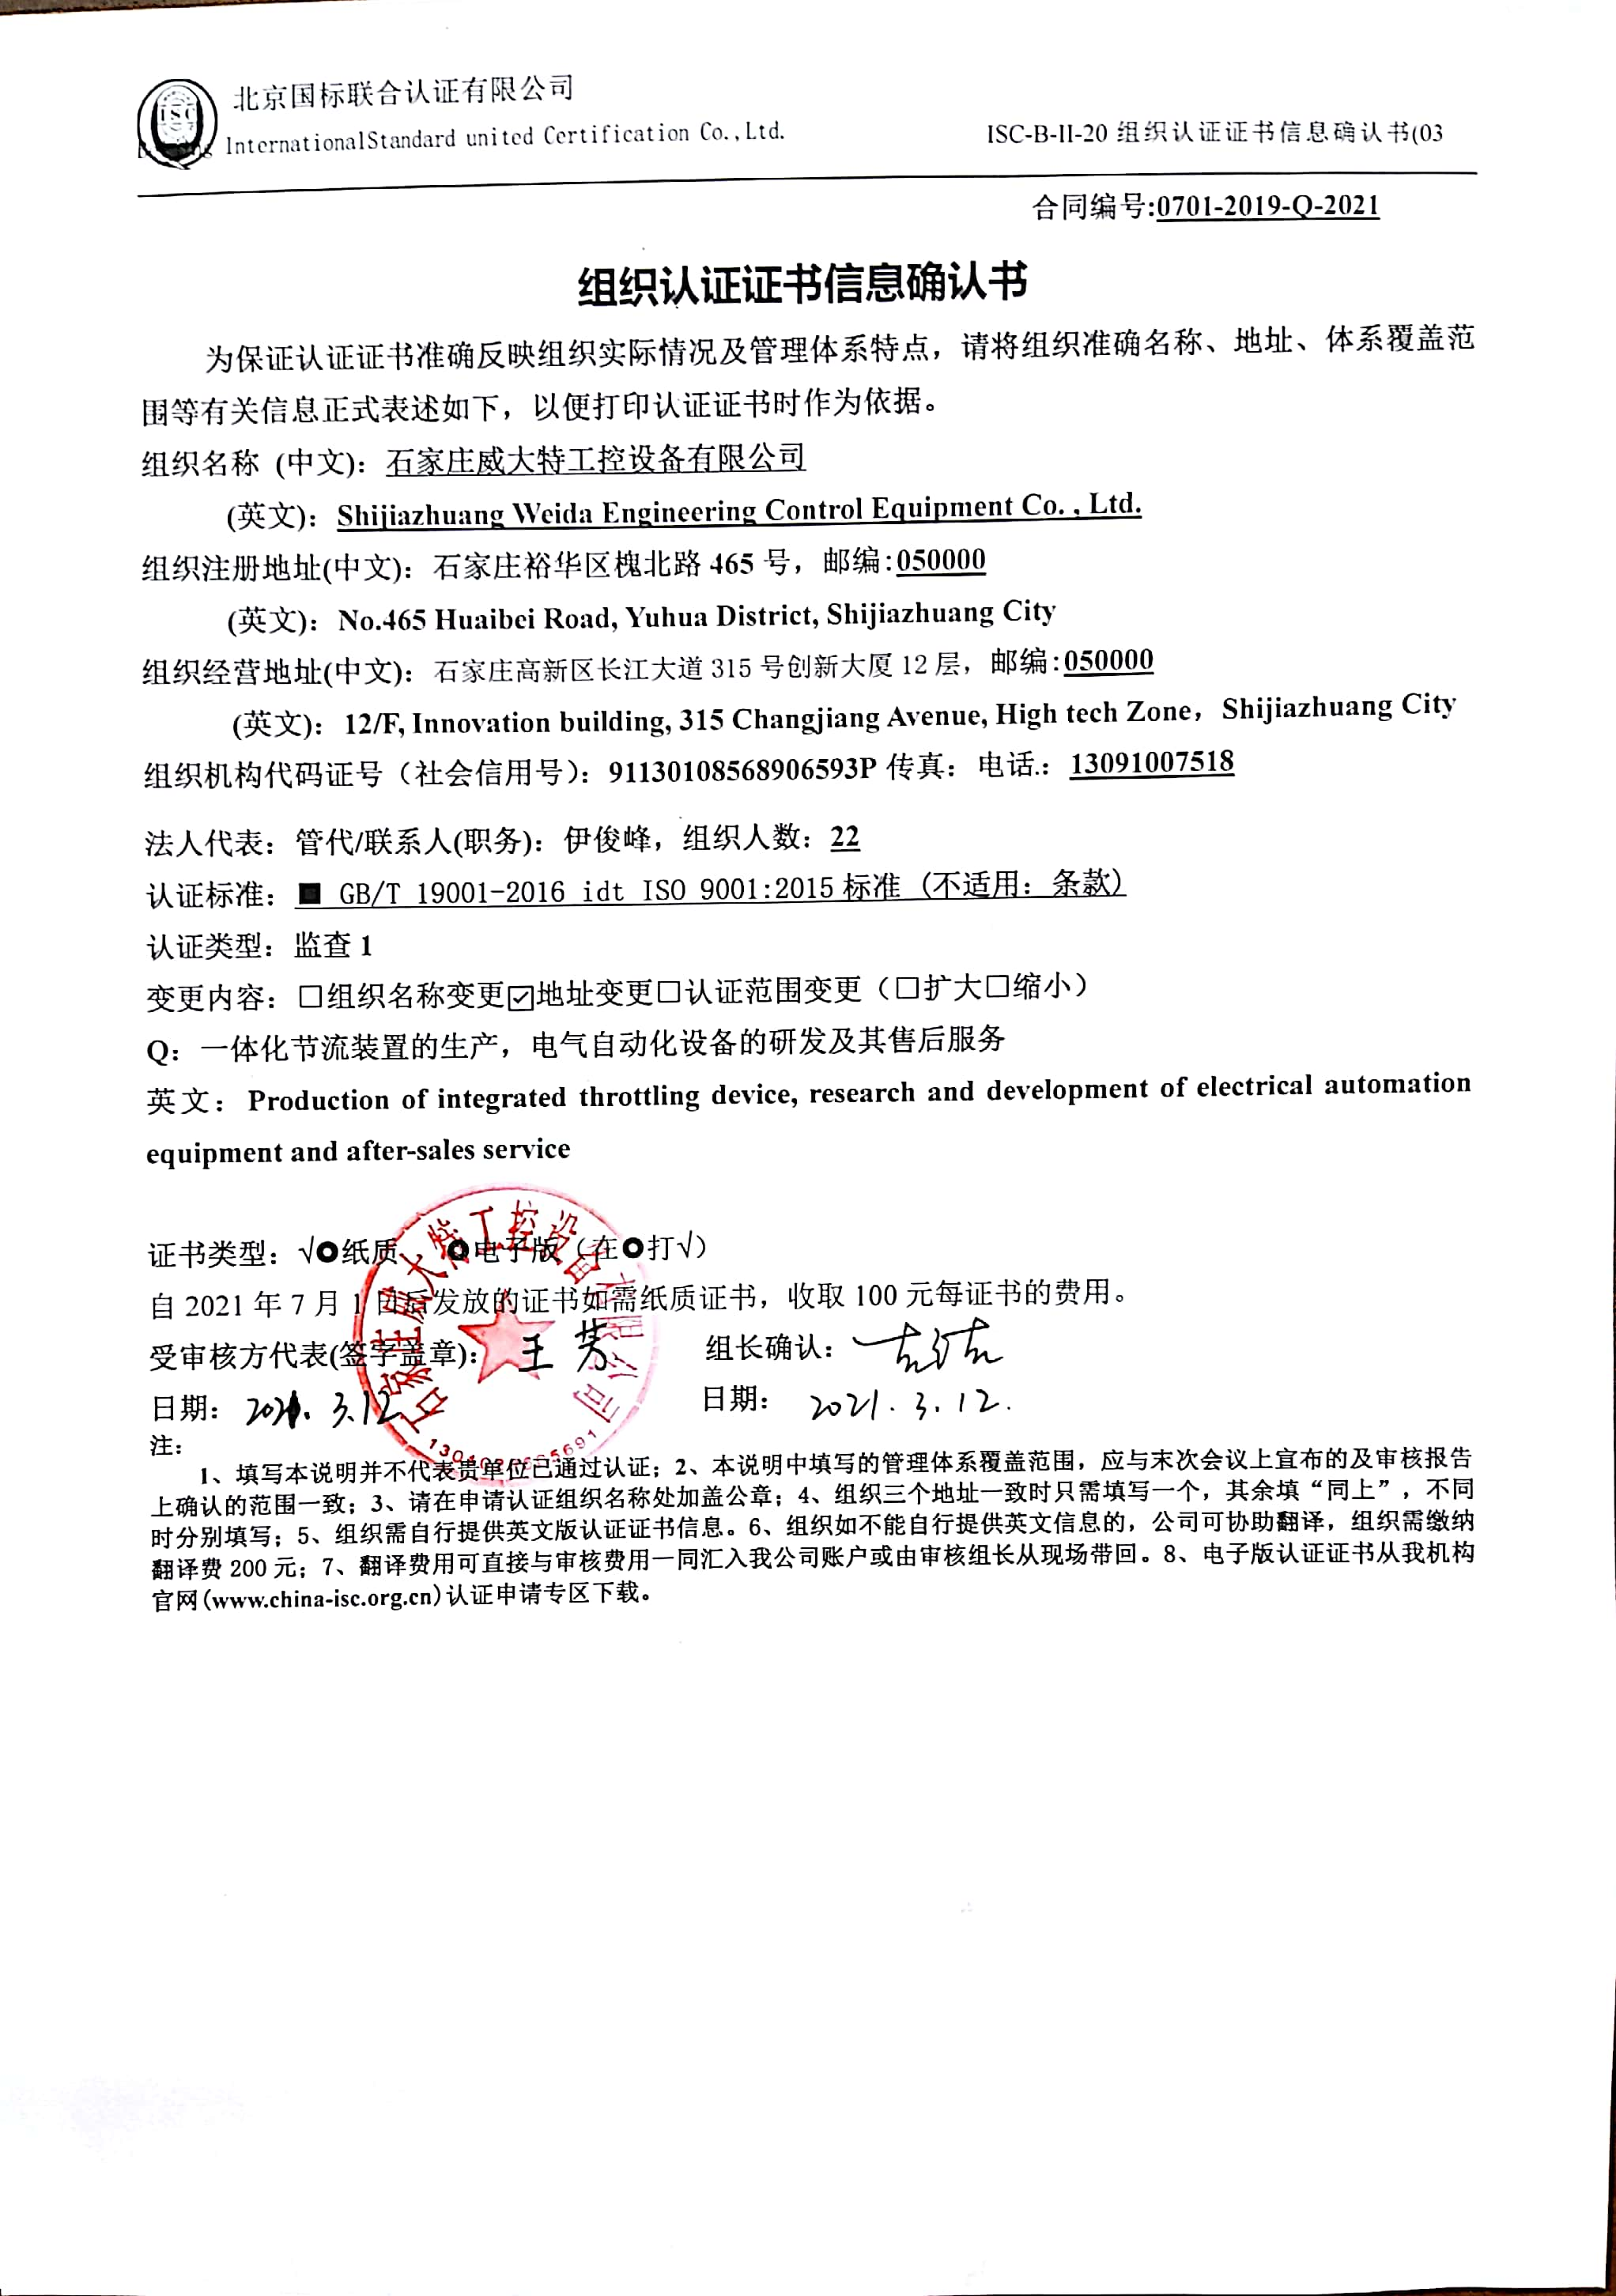 ISC
北京国标联合认证有限公司
InternationalStandard united Certification Co.,Ltd.
ISC-B-II-20 组织认证证书信息确认书(03
合同编号:0701-2019-Q-2021
组织认证证书信息确认书
为保证认证证书准确反映组织实际情况及管理体系特点，请将组织准确名称、地址、体系覆盖范
围等有关信息正式表述如下，以便打印认证证书时作为依据。
组织名称 (中文)：石家庄威大特工控设备有限公司
(英文)：Shijiazhuang Weida Engineering Control Equipment Co. , Ltd.
组织注册地址(中文)：石家庄裕华区槐北路 465 号，邮编:050000
(英文)：No.465 Huaibei Road, Yuhua District, Shijiazhuang City
组织经营地址(中文)：石家庄高新区长江大道 315 号创新大厦 12 层，邮编:050000
(英文)：12/F, Innovation building, 315 Changjiang Avenue, High tech Zone，Shijiazhuang City
组织机构代码证号（社会信用号）：91130108568906593P 传真：电话.：13091007518
法人代表：管代/联系人(职务)：伊俊峰，组织人数：22
认证标准：■ GB/T 19001-2016 idt ISO 9001:2015 标准（不适用：条款）
认证类型：监查 1
变更内容：□组织名称变更☑地址变更□认证范围变更（□扩大□缩小）
Q：一体化节流装置的生产，电气自动化设备的研发及其售后服务
英文：Production of integrated throttling device, research and development of electrical automation
equipment and after-sales service
证书类型：√○纸质 ○电子版（在○打√）
自 2021 年 7 月 1 日后发放的证书如需纸质证书，收取 100 元每证书的费用。
受审核方代表(签字盖章)：王芳 组长确认：
日期：2021.3.12 日期：2021.3.12.
石家庄威大特工控设备有限公司
注：
1、填写本说明并不代表贵单位已通过认证；2、本说明中填写的管理体系覆盖范围，应与末次会议上宣布的及审核报告
上确认的范围一致；3、请在申请认证组织名称处加盖公章；4、组织三个地址一致时只需填写一个，其余填“同上”，不同
时分别填写；5、组织需自行提供英文版认证证书信息。6、组织如不能自行提供英文信息的，公司可协助翻译，组织需缴纳
翻译费 200 元；7、翻译费用可直接与审核费用一同汇入我公司账户或由审核组长从现场带回。8、电子版认证证书从我机构
官网(www.china-isc.org.cn)认证申请专区下载。